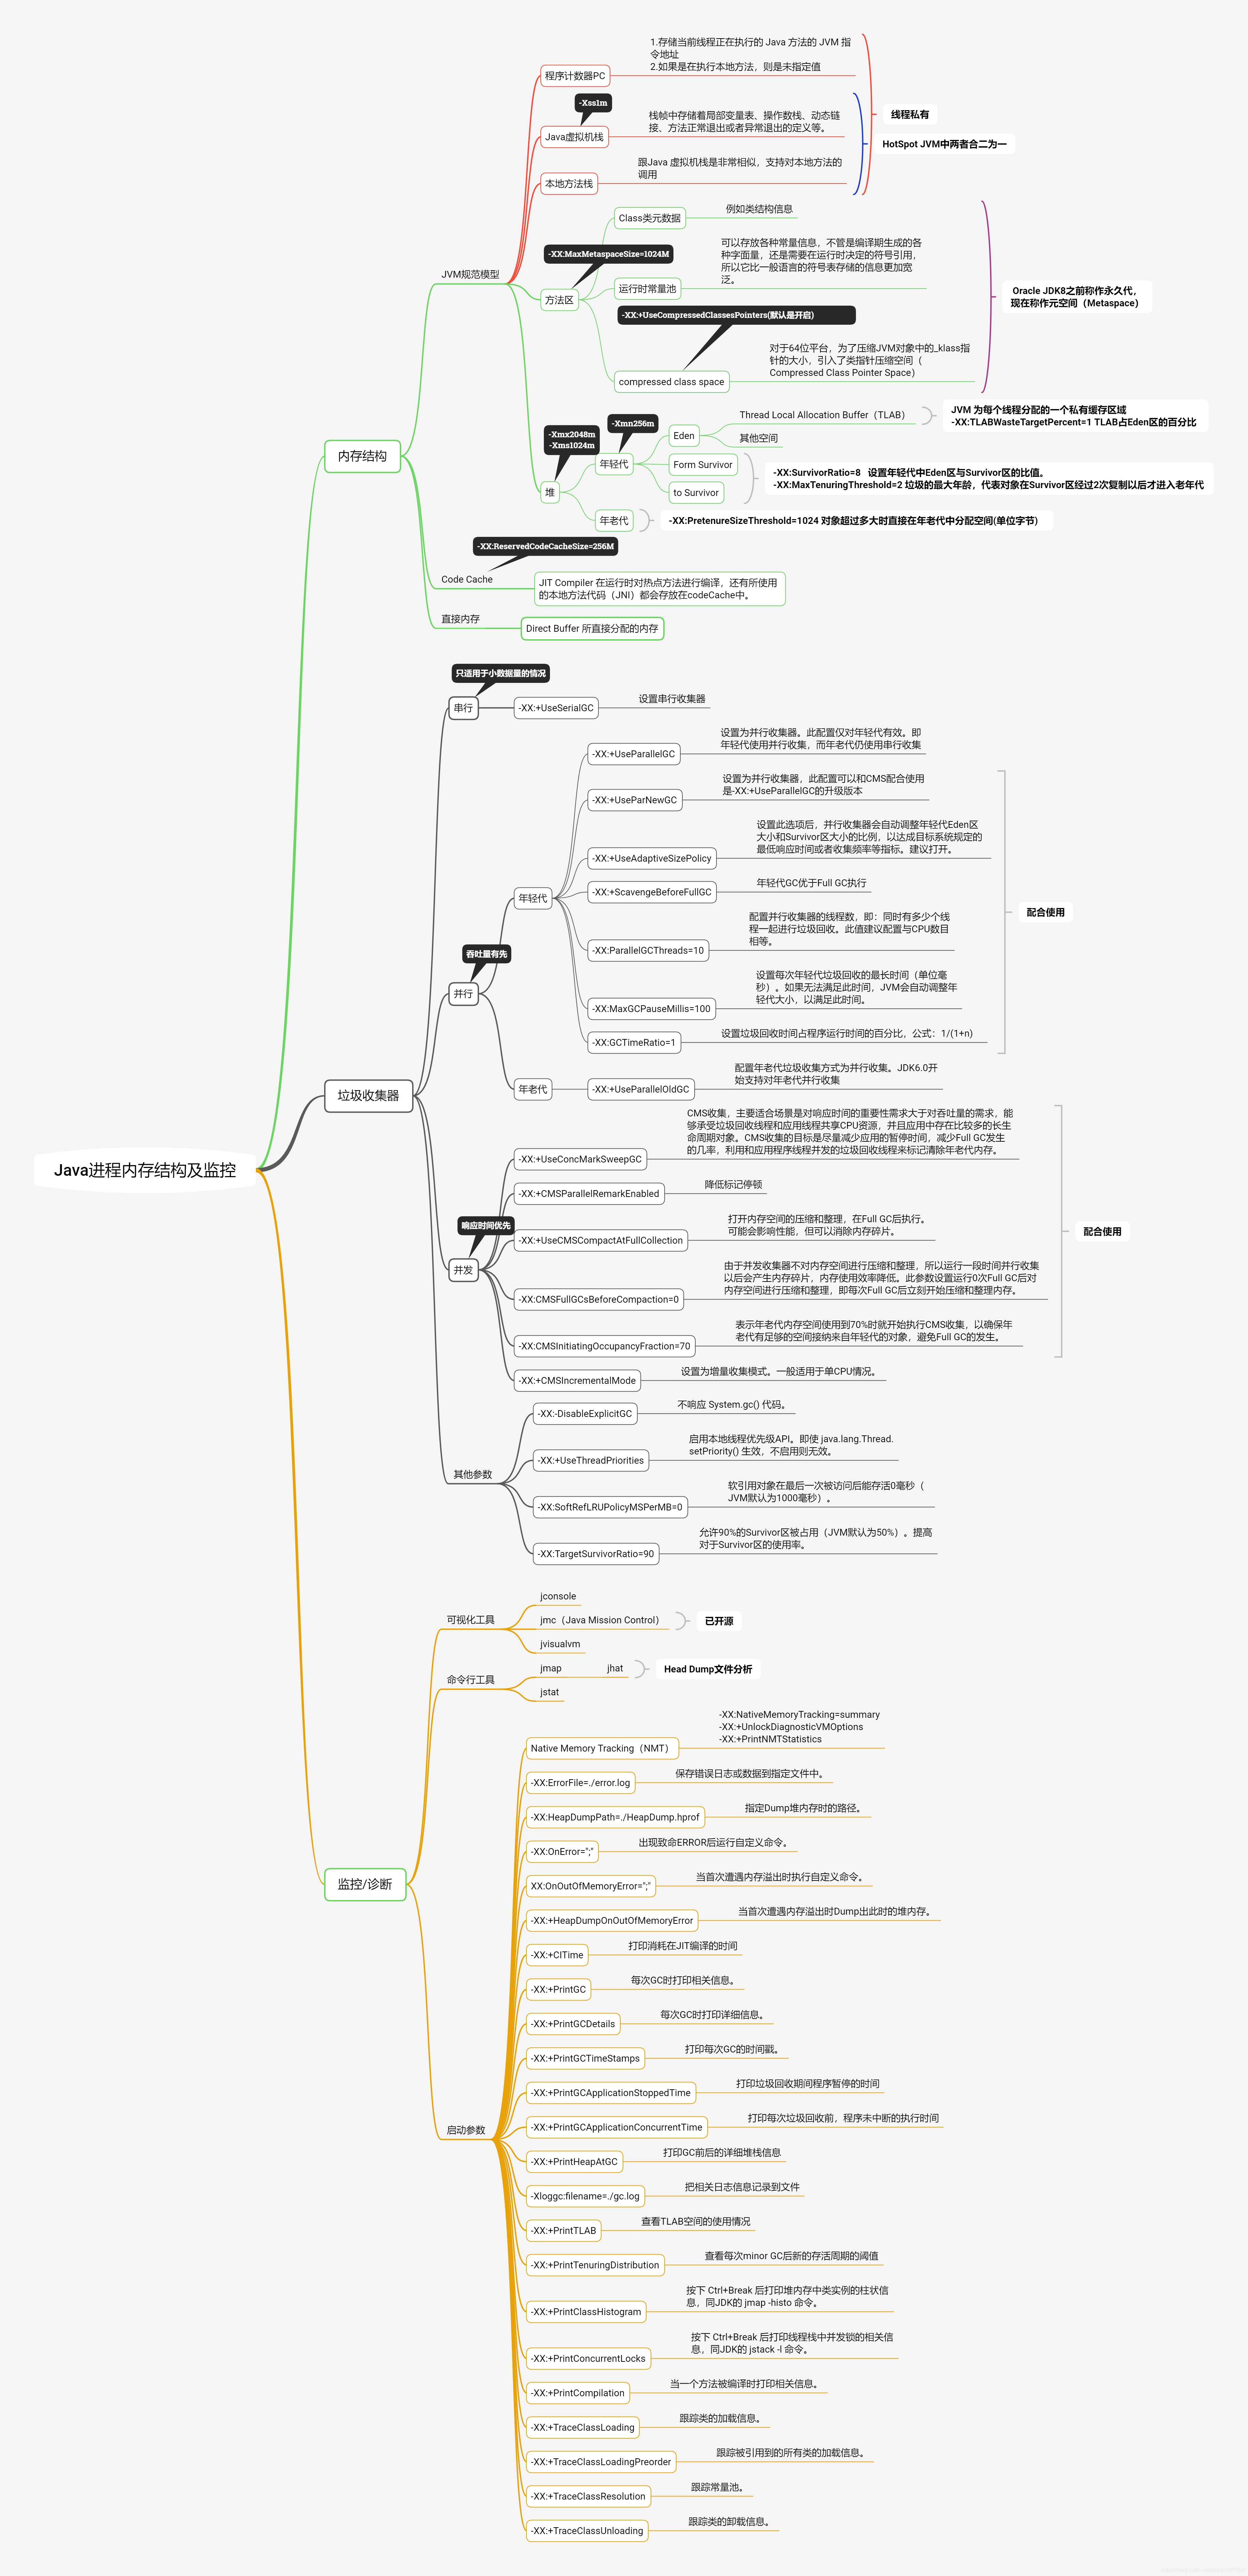 Java进程内存结构及监控
内存结构
JVM规范模型
程序计数器PC
1.存储当前线程正在执行的 Java 方法的 JVM 指
令地址
2.如果是在执行本地方法，则是未指定值
-Xss1m
Java虚拟机栈
栈帧中存储着局部变量表、操作数栈、动态链
接、方法正常退出或者异常退出的定义等。
本地方法栈
跟Java 虚拟机栈是非常相似，支持对本地方法的
调用
线程私有
HotSpot JVM中两者合二为一
-XX:MaxMetaspaceSize=1024M
方法区
Class类元数据
例如类结构信息
运行时常量池
可以存放各种常量信息，不管是编译期生成的各
种字面量，还是需要在运行时决定的符号引用，
所以它比一般语言的符号表存储的信息更加宽
泛。
-XX:+UseCompressedClassesPointers(默认是开启)
compressed class space
对于64位平台，为了压缩JVM对象中的_klass指
针的大小，引入了类指针压缩空间（
Compressed Class Pointer Space）
Oracle JDK8之前称作永久代，
现在称作元空间（Metaspace）
-Xmx2048m
-Xms1024m
堆
-Xmn256m
年轻代
Eden
Thread Local Allocation Buffer（TLAB）
JVM 为每个线程分配的一个私有缓存区域
-XX:TLABWasteTargetPercent=1 TLAB占Eden区的百分比
其他空间
Form Survivor
to Survivor
-XX:SurvivorRatio=8 设置年轻代中Eden区与Survivor区的比值。
-XX:MaxTenuringThreshold=2 垃圾的最大年龄，代表对象在Survivor区经过2次复制以后才进入老年代
年老代
-XX:PretenureSizeThreshold=1024 对象超过多大时直接在年老代中分配空间(单位字节)
-XX:ReservedCodeCacheSize=256M
Code Cache
JIT Compiler 在运行时对热点方法进行编译，还有所使用
的本地方法代码（JNI）都会存放在codeCache中。
直接内存
Direct Buffer 所直接分配的内存
垃圾收集器
只适用于小数据量的情况
串行
-XX:+UseSerialGC
设置串行收集器
吞吐量有先
并行
年轻代
-XX:+UseParallelGC
设置为并行收集器。此配置仅对年轻代有效。即
年轻代使用并行收集，而年老代仍使用串行收集
-XX:+UseParNewGC
设置为并行收集器，此配置可以和CMS配合使用
是-XX:+UseParallelGC的升级版本
-XX:+UseAdaptiveSizePolicy
设置此选项后，并行收集器会自动调整年轻代Eden区
大小和Survivor区大小的比例，以达成目标系统规定的
最低响应时间或者收集频率等指标。建议打开。
-XX:+ScavengeBeforeFullGC
年轻代GC优于Full GC执行
-XX:ParallelGCThreads=10
配置并行收集器的线程数，即：同时有多少个线
程一起进行垃圾回收。此值建议配置与CPU数目
相等。
-XX:MaxGCPauseMillis=100
设置每次年轻代垃圾回收的最长时间（单位毫
秒）。如果无法满足此时间，JVM会自动调整年
轻代大小，以满足此时间。
-XX:GCTimeRatio=1
设置垃圾回收时间占程序运行时间的百分比，公式：1/(1+n)
配合使用
年老代
-XX:+UseParallelOldGC
配置年老代垃圾收集方式为并行收集。JDK6.0开
始支持对年老代并行收集
响应时间优先
并发
-XX:+UseConcMarkSweepGC
CMS收集，主要适合场景是对响应时间的重要性需求大于对吞吐量的需求，能
够承受垃圾回收线程和应用线程共享CPU资源，并且应用中存在比较多的长生
命周期对象。CMS收集的目标是尽量减少应用的暂停时间，减少Full GC发生
的几率，利用和应用程序线程并发的垃圾回收线程来标记清除年老代内存。
-XX:+CMSParallelRemarkEnabled
降低标记停顿
-XX:+UseCMSCompactAtFullCollection
打开内存空间的压缩和整理，在Full GC后执行。
可能会影响性能，但可以消除内存碎片。
-XX:CMSFullGCsBeforeCompaction=0
由于并发收集器不对内存空间进行压缩和整理，所以运行一段时间并行收集
以后会产生内存碎片，内存使用效率降低。此参数设置运行0次Full GC后对
内存空间进行压缩和整理，即每次Full GC后立刻开始压缩和整理内存。
-XX:CMSInitiatingOccupancyFraction=70
表示年老代内存空间使用到70%时就开始执行CMS收集，以确保年
老代有足够的空间接纳来自年轻代的对象，避免Full GC的发生。
配合使用
-XX:+CMSIncrementalMode
设置为增量收集模式。一般适用于单CPU情况。
其他参数
-XX:-DisableExplicitGC
不响应 System.gc() 代码。
-XX:+UseThreadPriorities
启用本地线程优先级API。即使 java.lang.Thread.
setPriority() 生效，不启用则无效。
-XX:SoftRefLRUPolicyMSPerMB=0
软引用对象在最后一次被访问后能存活0毫秒（
JVM默认为1000毫秒）。
-XX:TargetSurvivorRatio=90
允许90%的Survivor区被占用（JVM默认为50%）。提高
对于Survivor区的使用率。
监控/诊断
可视化工具
jconsole
jmc（Java Mission Control）
已开源
jvisualvm
命令行工具
jmap
jhat
Head Dump文件分析
jstat
启动参数
Native Memory Tracking（NMT）
-XX:NativeMemoryTracking=summary
-XX:+UnlockDiagnosticVMOptions
-XX:+PrintNMTStatistics
-XX:ErrorFile=./error.log
保存错误日志或数据到指定文件中。
-XX:HeapDumpPath=./HeapDump.hprof
指定Dump堆内存时的路径。
-XX:OnError=";"
出现致命ERROR后运行自定义命令。
XX:OnOutOfMemoryError=";"
当首次遭遇内存溢出时执行自定义命令。
-XX:+HeapDumpOnOutOfMemoryError
当首次遭遇内存溢出时Dump出此时的堆内存。
-XX:+CITime
打印消耗在JIT编译的时间
-XX:+PrintGC
每次GC时打印相关信息。
-XX:+PrintGCDetails
每次GC时打印详细信息。
-XX:+PrintGCTimeStamps
打印每次GC的时间戳。
-XX:+PrintGCApplicationStoppedTime
打印垃圾回收期间程序暂停的时间
-XX:+PrintGCApplicationConcurrentTime
打印每次垃圾回收前，程序未中断的执行时间
-XX:+PrintHeapAtGC
打印GC前后的详细堆栈信息
-Xloggc:filename=./gc.log
把相关日志信息记录到文件
-XX:+PrintTLAB
查看TLAB空间的使用情况
-XX:+PrintTenuringDistribution
查看每次minor GC后新的存活周期的阈值
-XX:+PrintClassHistogram
按下 Ctrl+Break 后打印堆内存中类实例的柱状信
息，同JDK的 jmap -histo 命令。
-XX:+PrintConcurrentLocks
按下 Ctrl+Break 后打印线程栈中并发锁的相关信
息，同JDK的 jstack -l 命令。
-XX:+PrintCompilation
当一个方法被编译时打印相关信息。
-XX:+TraceClassLoading
跟踪类的加载信息。
-XX:+TraceClassLoadingPreorder
跟踪被引用到的所有类的加载信息。
-XX:+TraceClassResolution
跟踪常量池。
-XX:+TraceClassUnloading
跟踪类的卸载信息。